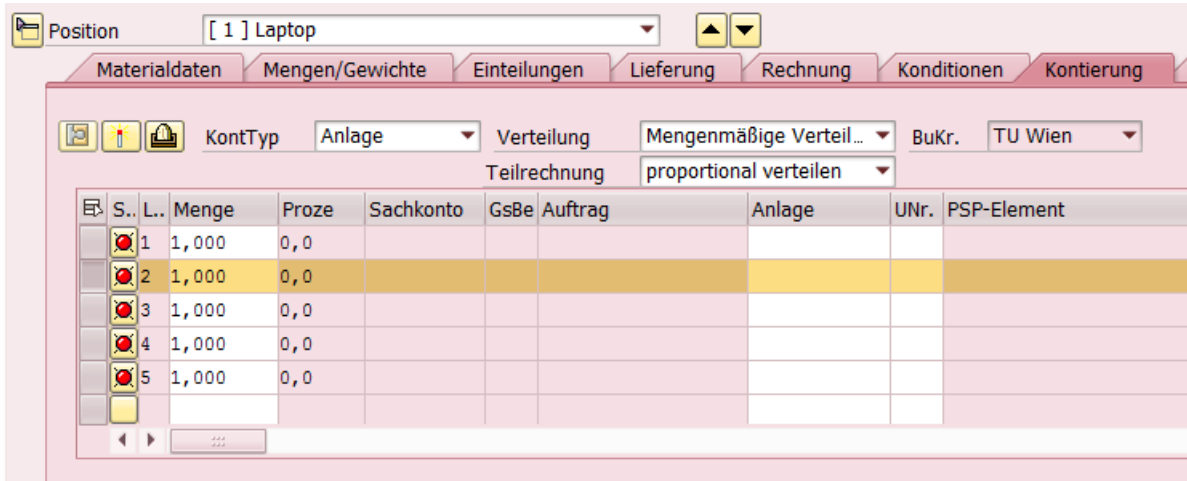 Position [ 1 ] Laptop
Materialdaten Mengen/Gewichte Einteilungen Lieferung Rechnung Konditionen Kontierung
KontTyp Anlage Verteilung Mengenmäßige Verteil... BuKr. TU Wien
Teilrechnung proportional verteilen
S.. L.. Menge Proze Sachkonto GsBe Auftrag Anlage UNr. PSP-Element
1 1,000 0,0
2 1,000 0,0
3 1,000 0,0
4 1,000 0,0
5 1,000 0,0